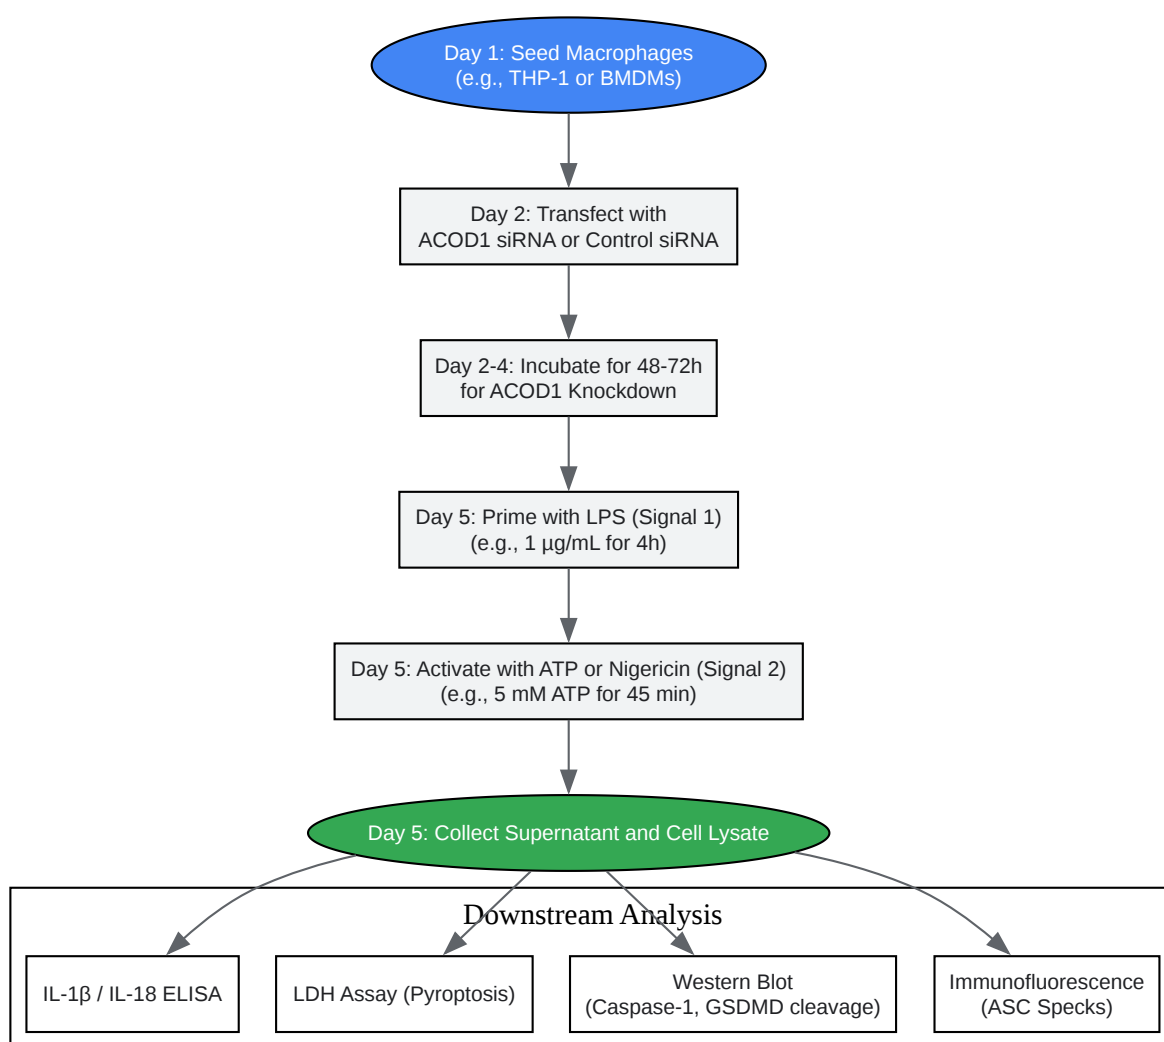 Day 1: Seed Macrophages
(e.g., THP-1 or BMDMs)
Day 2: Transfect with
ACOD1 siRNA or Control siRNA
Day 2-4: Incubate for 48-72h
for ACOD1 Knockdown
Day 5: Prime with LPS (Signal 1)
(e.g., 1 µg/mL for 4h)
Day 5: Activate with ATP or Nigericin (Signal 2)
(e.g., 5 mM ATP for 45 min)
Day 5: Collect Supernatant and Cell Lysate
Downstream Analysis
IL-1β / IL-18 ELISA
LDH Assay (Pyroptosis)
Western Blot
(Caspase-1, GSDMD cleavage)
Immunofluorescence
(ASC Specks)